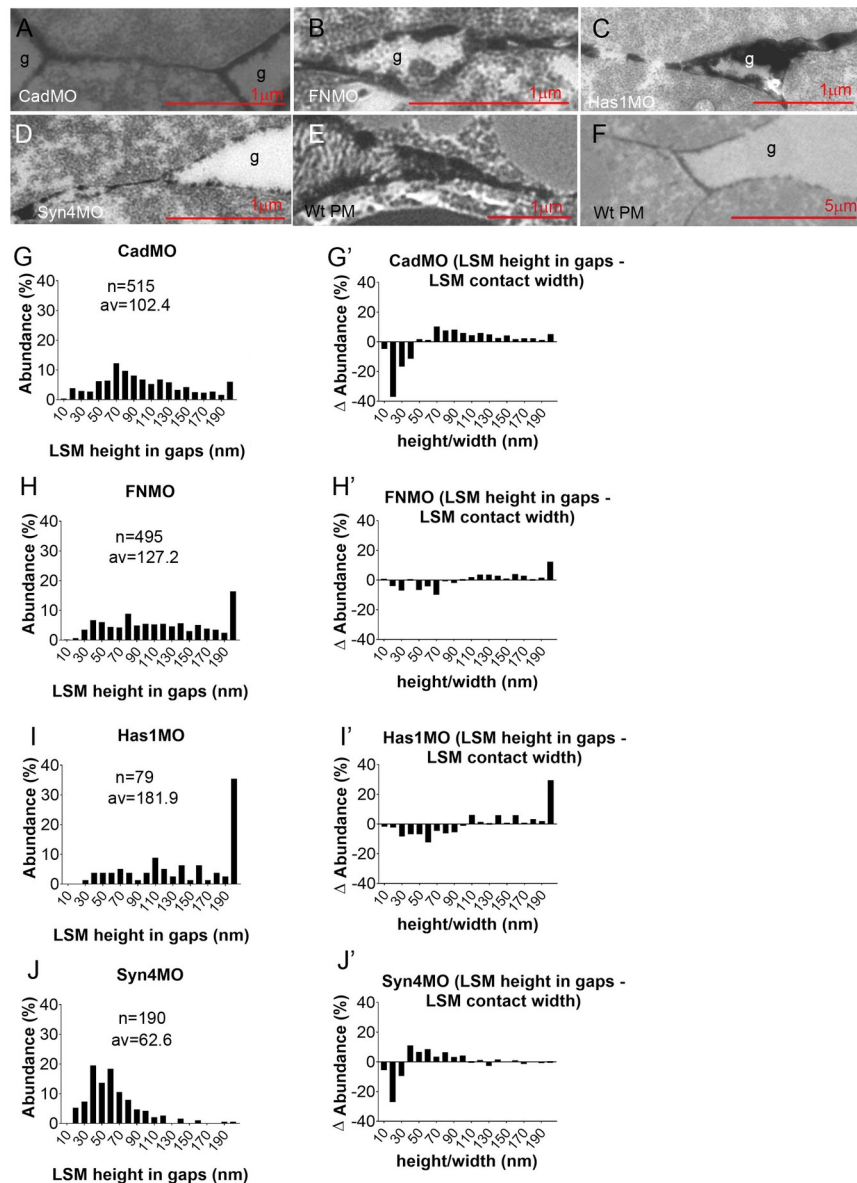 A
g
g
CadMO
1µm
B
g
FNMO
1µm
C
g
Has1MO
1µm
D
g
Syn4MO
1µm
E
Wt PM
1µm
F
g
Wt PM
5µm
G
CadMO
n=515
av=102.4
Abundance (%)
40
30
20
10
0
10 30 50 70 90 110 130 150 170 190
LSM height in gaps (nm)
G'
CadMO (LSM height in gaps -
LSM contact width)
Δ Abundance (%)
40
20
0
-20
-40
10 30 50 70 90 110 130 150 170 190
height/width (nm)
H
FNMO
n=495
av=127.2
Abundance (%)
40
30
20
10
0
10 30 50 70 90 110 130 150 170 190
LSM height in gaps (nm)
H'
FNMO (LSM height in gaps -
LSM contact width)
Δ Abundance (%)
40
20
0
-20
-40
10 30 50 70 90 110 130 150 170 190
height/width (nm)
I
Has1MO
n=79
av=181.9
Abundance (%)
40
30
20
10
0
10 30 50 70 90 110 130 150 170 190
LSM height in gaps (nm)
I'
Has1MO (LSM height in gaps -
LSM contact width)
Δ Abundance (%)
40
20
0
-20
-40
10 30 50 70 90 110 130 150 170 190
height/width (nm)
J
Syn4MO
n=190
av=62.6
Abundance (%)
40
30
20
10
0
10 30 50 70 90 110 130 150 170 190
LSM height in gaps (nm)
J'
Syn4MO (LSM height in gaps -
LSM contact width)
Δ Abundance (%)
40
20
0
-20
-40
10 30 50 70 90 110 130 150 170 190
height/width (nm)